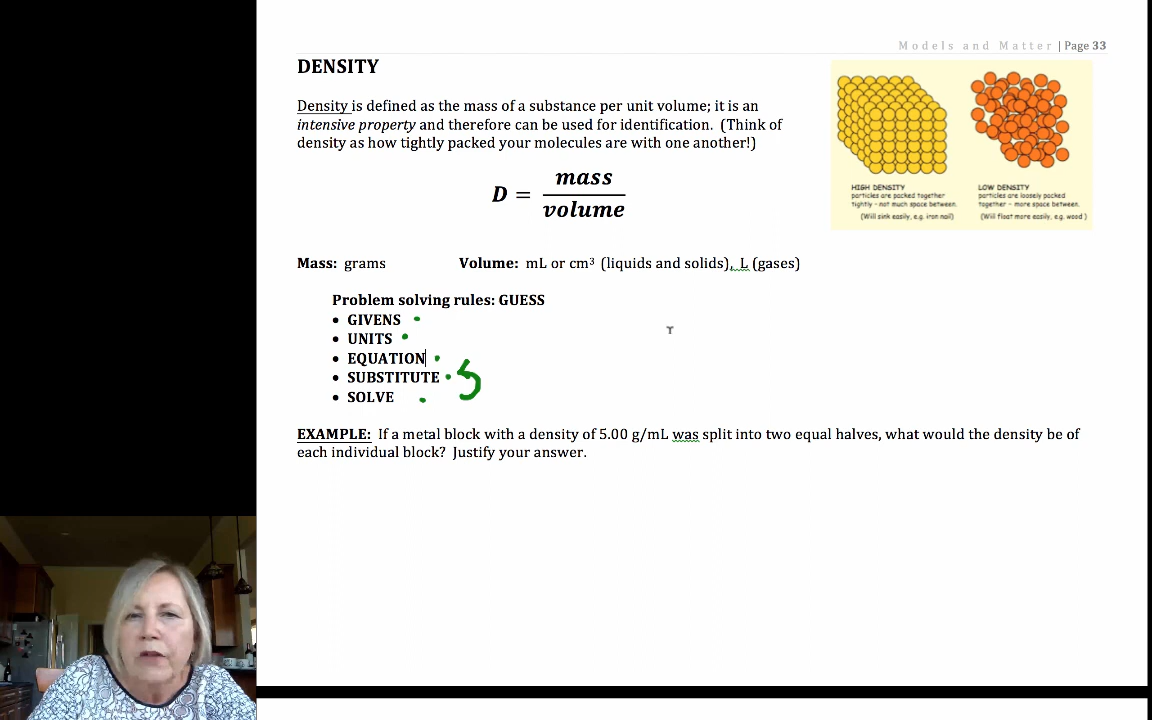 Models and Matter | Page 33
DENSITY
Density is defined as the mass of a substance per unit volume; it is an
intensive property and therefore can be used for identification. (Think of
density as how tightly packed your molecules are with one another!)
D = mass / volume
HIGH DENSITY
particles are packed together
tightly - not much space between.
(Will sink easily, e.g. iron nail)
LOW DENSITY
particles are loosely packed
together - more space between.
(Will float more easily, e.g. wood )
Mass: grams Volume: mL or cm³ (liquids and solids), L (gases)
Problem solving rules: GUESS
• GIVENS
• UNITS
• EQUATION
• SUBSTITUTE
• SOLVE
5
EXAMPLE: If a metal block with a density of 5.00 g/mL was split into two equal halves, what would the density be of
each individual block? Justify your answer.